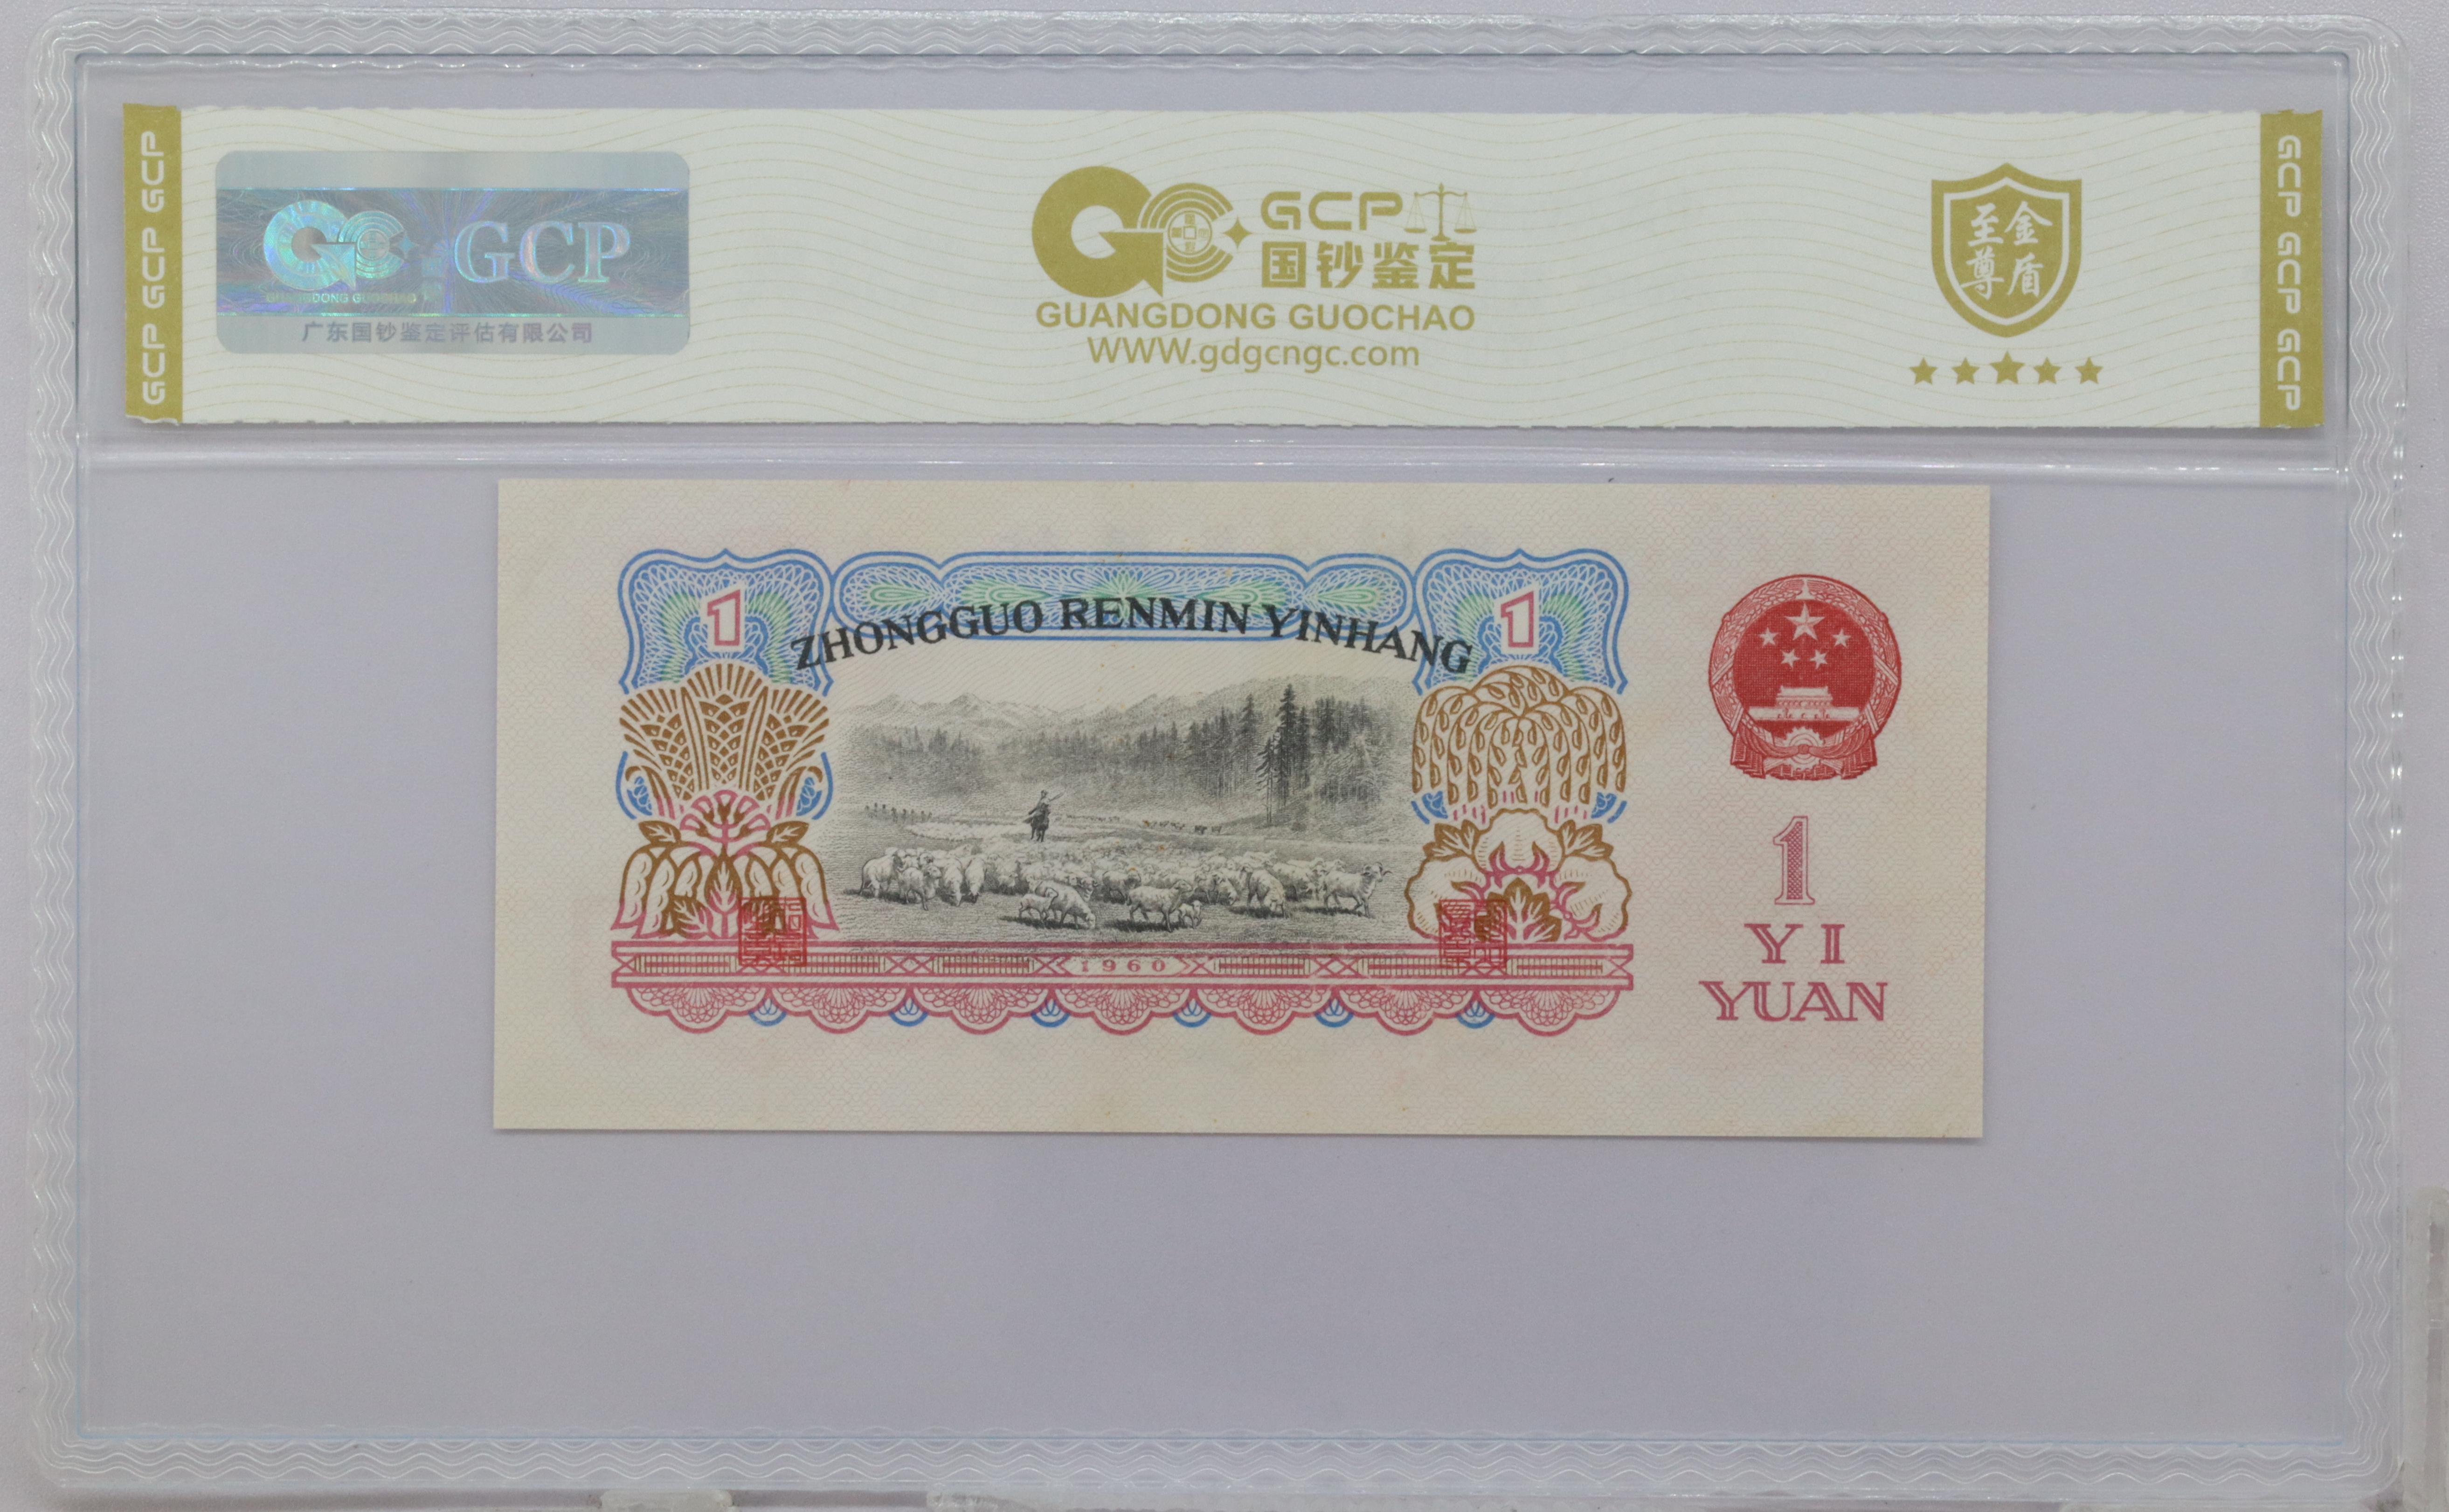 GCP GCP GCP
GCP
GUANGDONG GUOCHAO
广东国钞鉴定评估有限公司
GCP
国钞鉴定
GUANGDONG GUOCHAO
WWW.gdgcngc.com
至尊
金盾
GCP GCP GCP
1
ZHONGGUO RENMIN YINHANG
1
1960
1
YI
YUAN